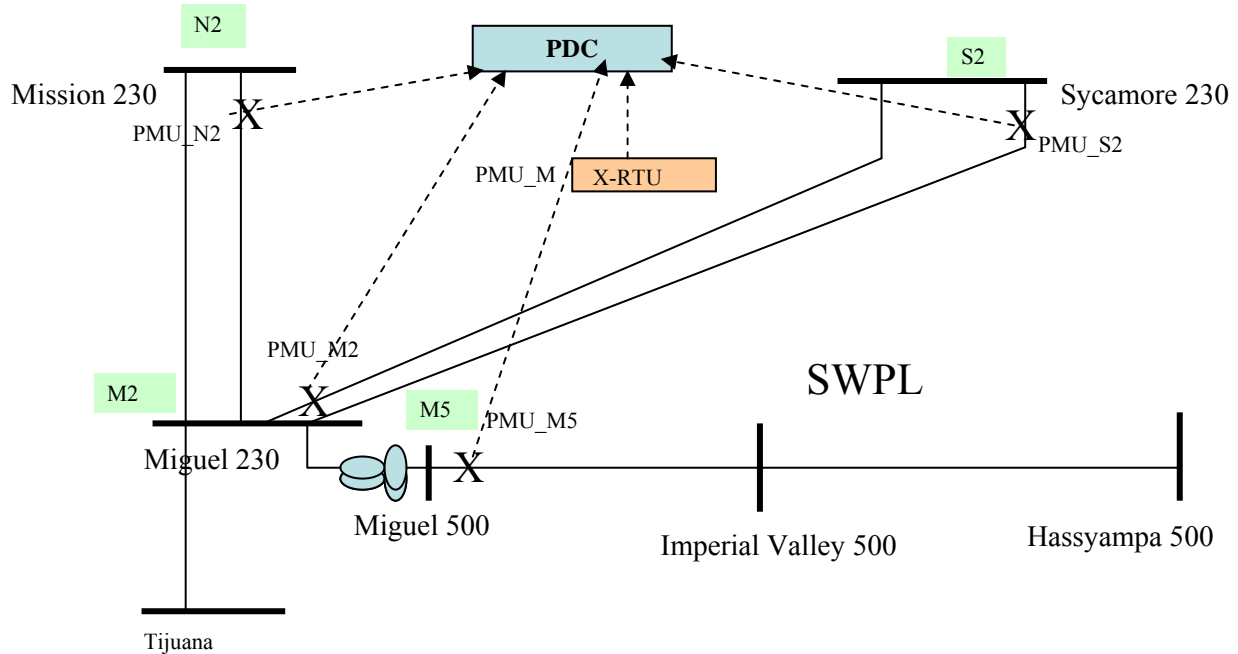 N2
PDC
S2
Mission 230
Sycamore 230
PMU_N2
X
X
PMU_S2
PMU_M
X-RTU
PMU_M2
SWPL
M2
X
M5
PMU_M5
Miguel 230
X
Miguel 500
Imperial Valley 500
Hassyampa 500
Tijuana